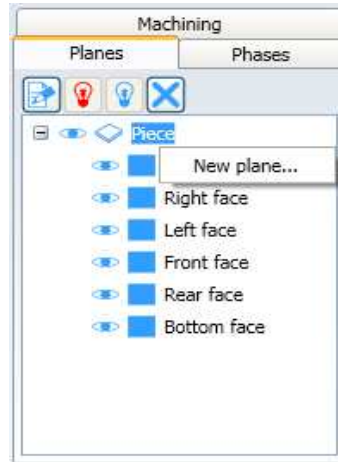 Machining
Planes Phases
Piece
New plane...
Right face
Left face
Front face
Rear face
Bottom face